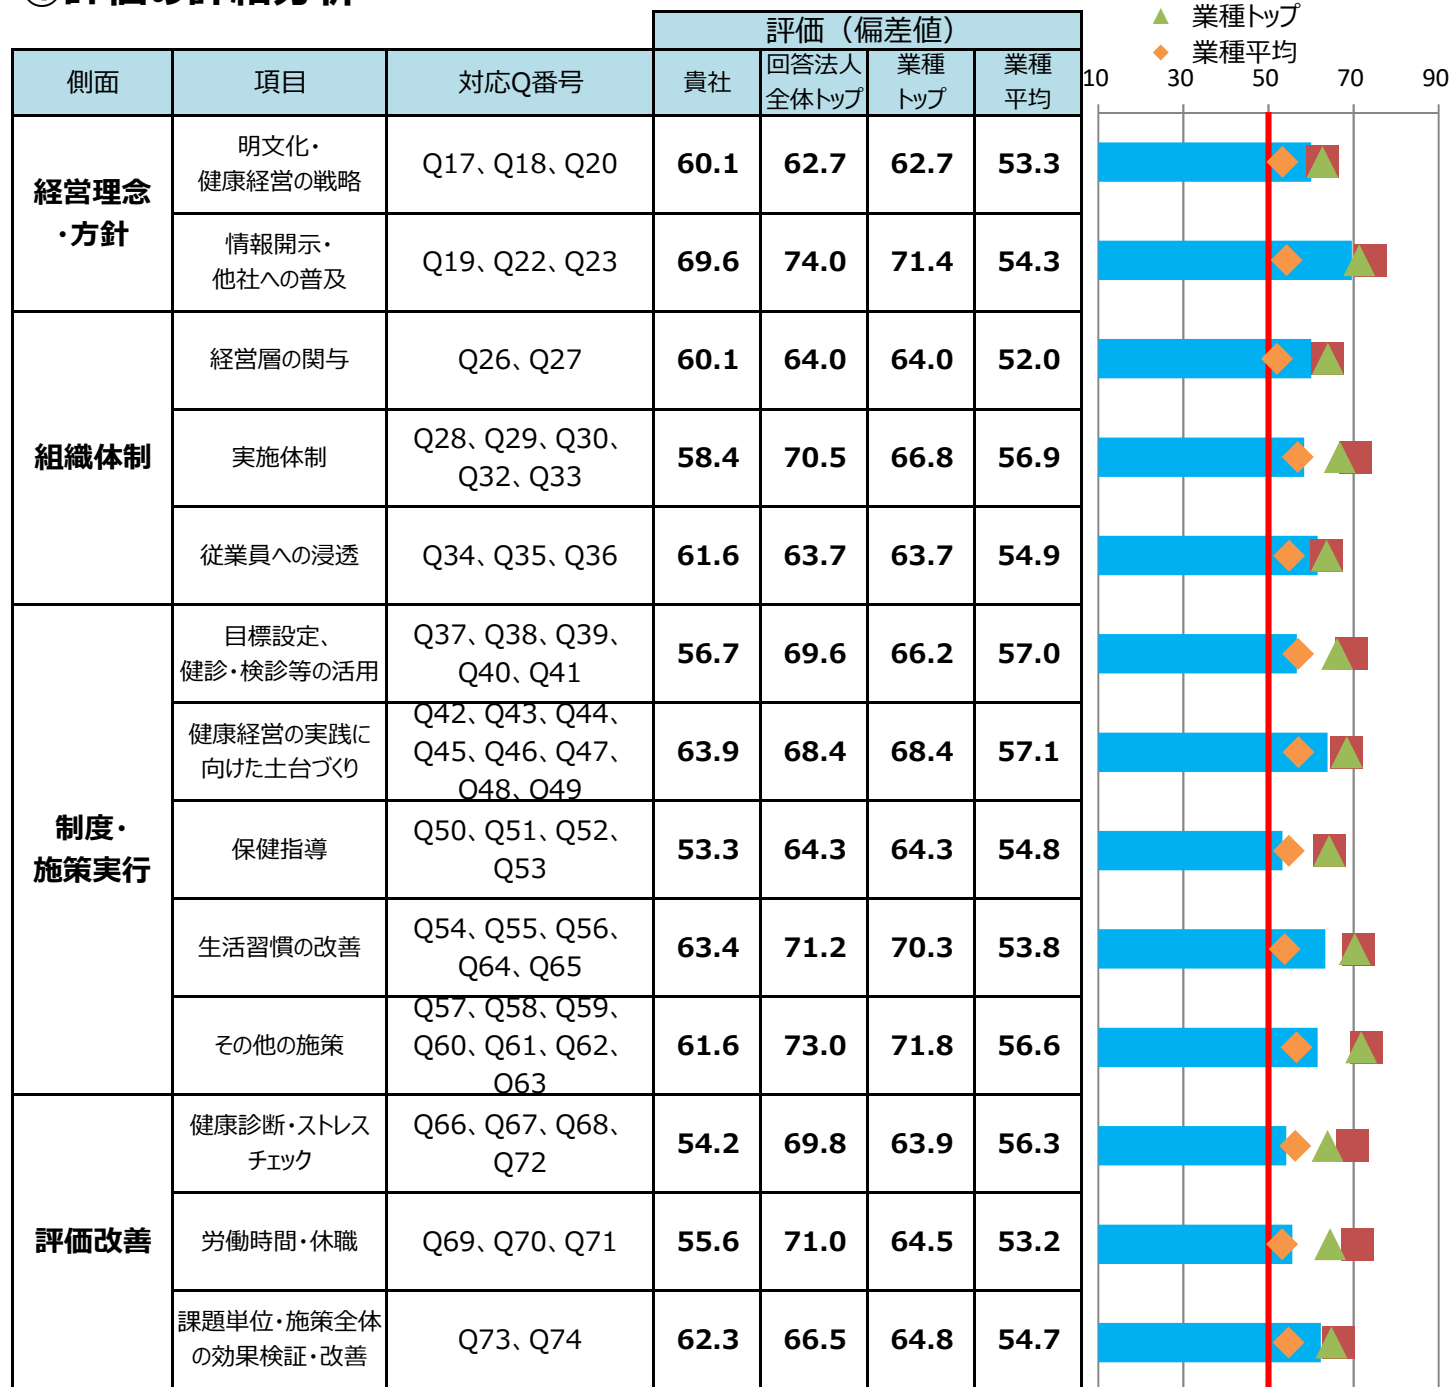 ③評価の詳細分析
▲ 業種トップ
◆ 業種平均
評価（偏差値）
側面 項目 対応Q番号 貴社 回答法人 業種 業種
全体トップ トップ 平均
10 30 50 70 90
経営理念
・方針
明文化・
健康経営の戦略
Q17、Q18、Q20 60.1 62.7 62.7 53.3
情報開示・
他社への普及
Q19、Q22、Q23 69.6 74.0 71.4 54.3
組織体制
経営層の関与 Q26、Q27 60.1 64.0 64.0 52.0
実施体制
Q28、Q29、Q30、
Q32、Q33
58.4 70.5 66.8 56.9
従業員への浸透 Q34、Q35、Q36 61.6 63.7 63.7 54.9
制度・
施策実行
目標設定、
健診・検診等の活用
Q37、Q38、Q39、
Q40、Q41
56.7 69.6 66.2 57.0
健康経営の実践に
向けた土台づくり
Q42、Q43、Q44、
Q45、Q46、Q47、
Q48、Q49
63.9 68.4 68.4 57.1
保健指導
Q50、Q51、Q52、
Q53
53.3 64.3 64.3 54.8
生活習慣の改善
Q54、Q55、Q56、
Q64、Q65
63.4 71.2 70.3 53.8
その他の施策
Q57、Q58、Q59、
Q60、Q61、Q62、
Q63
61.6 73.0 71.8 56.6
評価改善
健康診断・ストレス
チェック
Q66、Q67、Q68、
Q72
54.2 69.8 63.9 56.3
労働時間・休職 Q69、Q70、Q71 55.6 71.0 64.5 53.2
課題単位・施策全体
の効果検証・改善
Q73、Q74 62.3 66.5 64.8 54.7